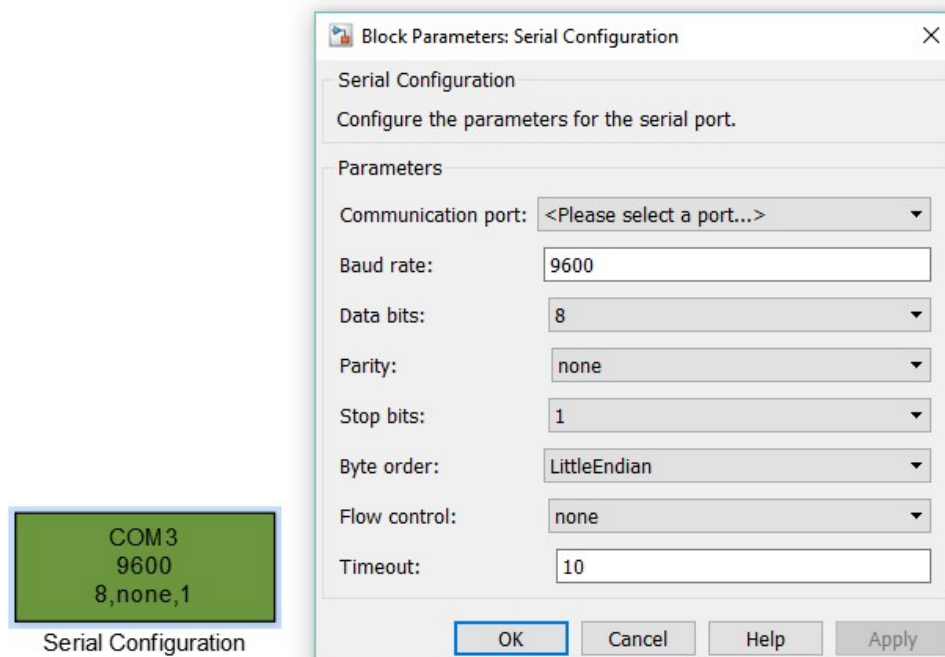 Block Parameters: Serial Configuration
Serial Configuration
Configure the parameters for the serial port.
Parameters
Communication port: <Please select a port...>
Baud rate: 9600
Data bits: 8
Parity: none
Stop bits: 1
Byte order: LittleEndian
Flow control: none
Timeout: 10
OK Cancel Help Apply
COM3
9600
8,none,1
Serial Configuration